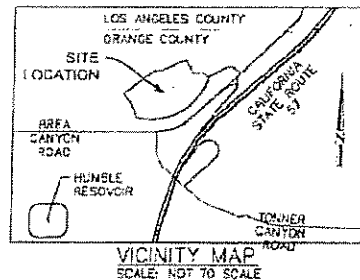 LOS ANGELES COUNTY
ORANGE COUNTY
SITE
LOCATION
CALIFORNIA
STATE ROUTE
57
BREA
CANYON
ROAD
HUMBLE
RESOVOIR
TONNER
CANYON
ROAD
VICINITY MAP
SCALE: NOT TO SCALE